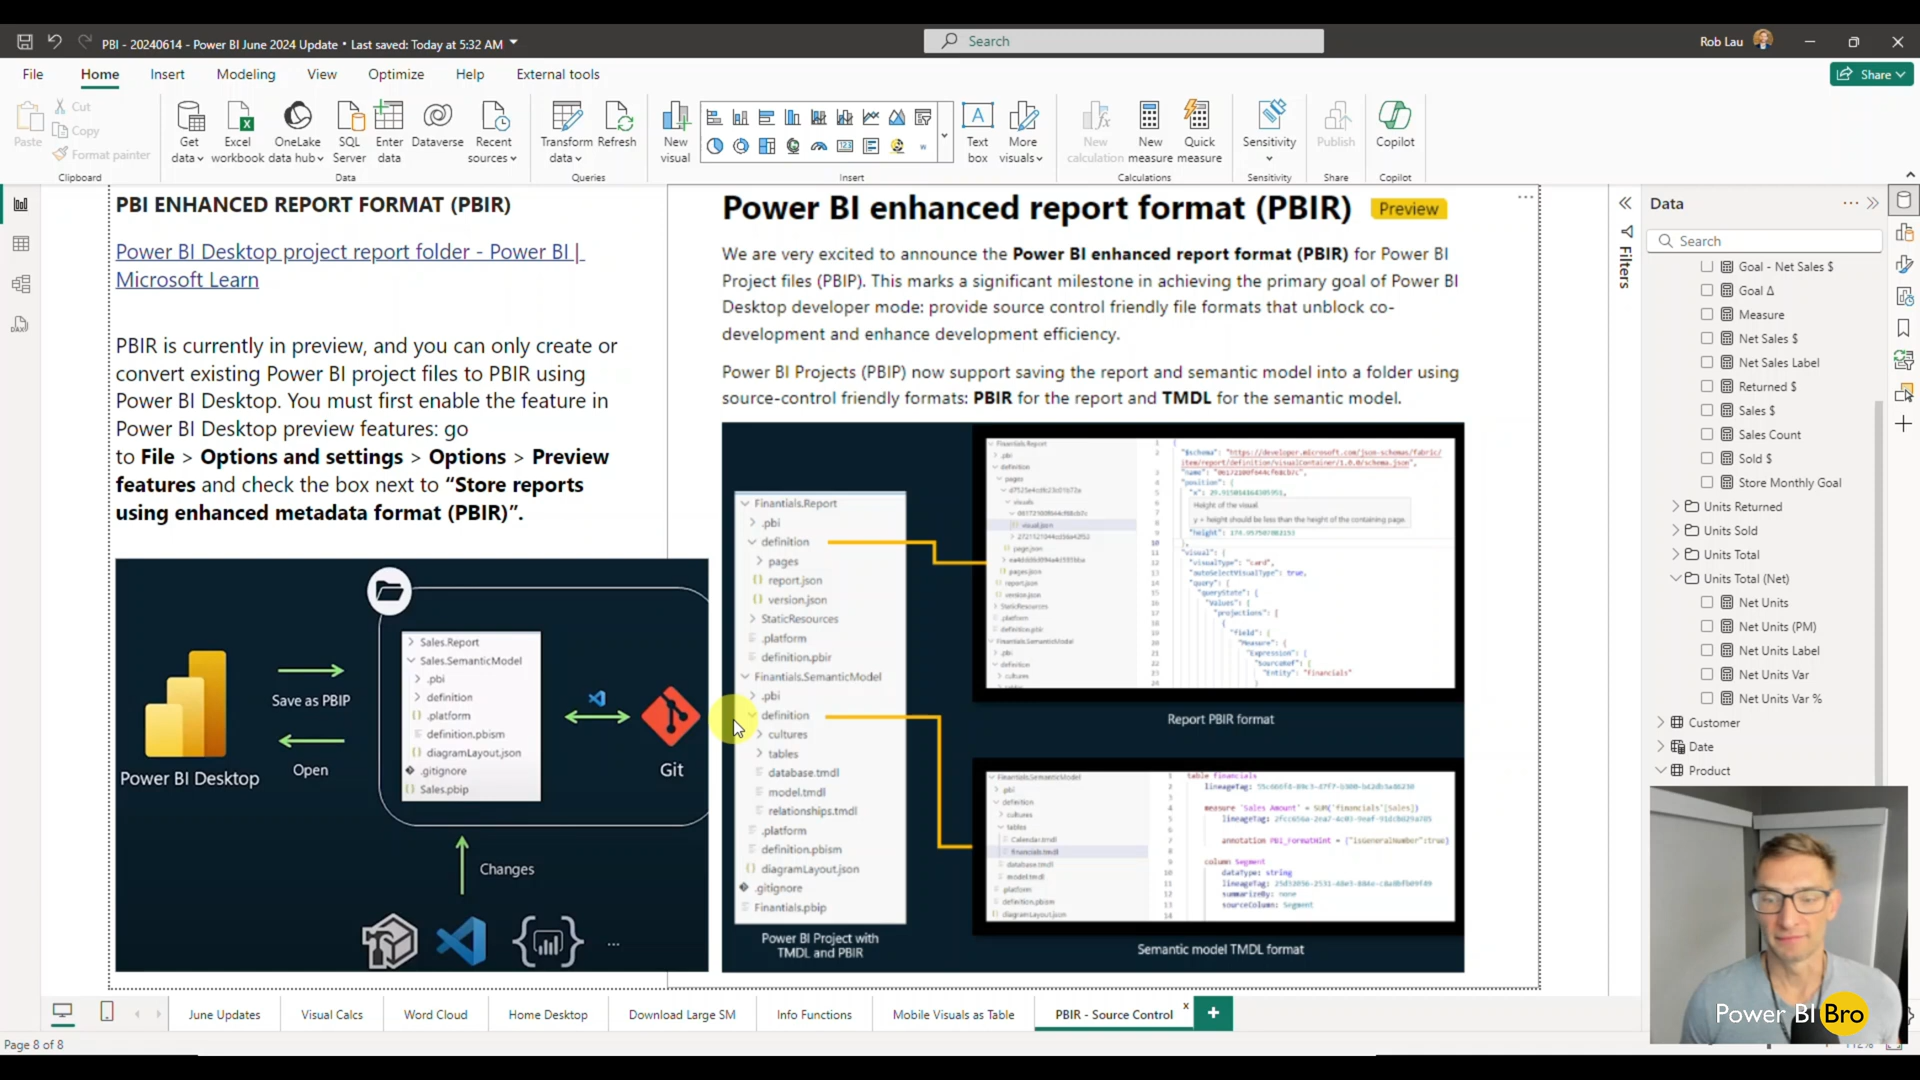 PBI - 20240614 - Power BI June 2024 Update • Last saved: Today at 5:32 AM
Search
Rob Lau
File
Home
Insert
Modeling
View
Optimize
Help
External tools
Share
Paste
Cut
Copy
Format painter
Get data
Excel workbook
OneLake data hub
SQL Server
Enter data
Dataverse
Recent sources
Transform data
Refresh
New visual
Text box
More visuals
New calculation
New measure
Quick measure
Sensitivity
Publish
Copilot
Clipboard
Data
Queries
Insert
Calculations
Sensitivity
Share
Copilot
PBI ENHANCED REPORT FORMAT (PBIR)
Power BI Desktop project report folder - Power BI |
Microsoft Learn
PBIR is currently in preview, and you can only create or
convert existing Power BI project files to PBIR using
Power BI Desktop. You must first enable the feature in
Power BI Desktop preview features: go
to File > Options and settings > Options > Preview
features and check the box next to “Store reports
using enhanced metadata format (PBIR)”.
Power BI Desktop
Save as PBIP
Open
Sales.Report
Sales.SemanticModel
.pbi
definition
.platform
definition.pbism
diagramLayout.json
.gitignore
Sales.pbip
Git
Changes
...
Power BI enhanced report format (PBIR)
Preview
We are very excited to announce the Power BI enhanced report format (PBIR) for Power BI
Project files (PBIP). This marks a significant milestone in achieving the primary goal of Power BI
Desktop developer mode: provide source control friendly file formats that unblock co-
development and enhance development efficiency.
Power BI Projects (PBIP) now support saving the report and semantic model into a folder using
source-control friendly formats: PBIR for the report and TMDL for the semantic model.
Finantials.Report
.pbi
definition
pages
report.json
version.json
StaticResources
.platform
definition.pbir
Finantials.SemanticModel
.pbi
definition
cultures
tables
database.tmdl
model.tmdl
relationships.tmdl
.platform
definition.pbism
diagramLayout.json
.gitignore
Finantials.pbip
Power BI Project with
TMDL and PBIR
Report PBIR format
table financials
measure 'Sales Amount' = SUM('financials'[Sales])
column Segment
dataType: string
summarizeBy: none
sourceColumn: Segment
Semantic model TMDL format
Filters
Data
Search
Goal - Net Sales $
Goal Δ
Measure
Net Sales $
Net Sales Label
Returned $
Sales $
Sales Count
Sold $
Store Monthly Goal
Units Returned
Units Sold
Units Total
Units Total (Net)
Net Units
Net Units (PM)
Net Units Label
Net Units Var
Net Units Var %
Customer
Date
Product
Power BI Bro
June Updates
Visual Calcs
Word Cloud
Home Desktop
Download Large SM
Info Functions
Mobile Visuals as Table
PBIR - Source Control
Page 8 of 8